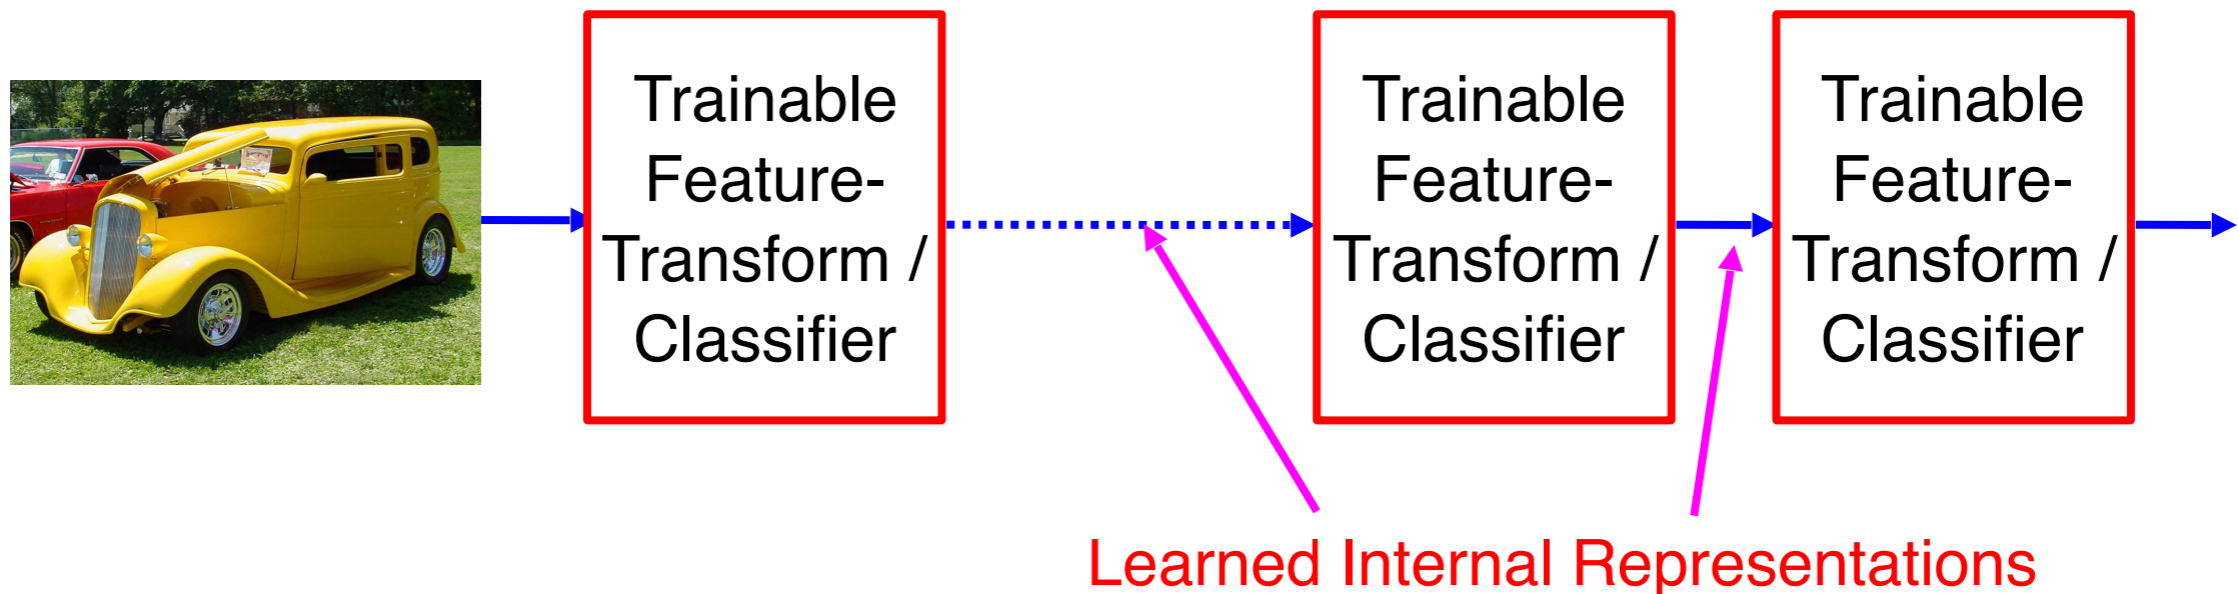 Trainable
Feature-
Transform /
Classifier
Trainable
Feature-
Transform /
Classifier
Trainable
Feature-
Transform /
Classifier
Learned Internal Representations